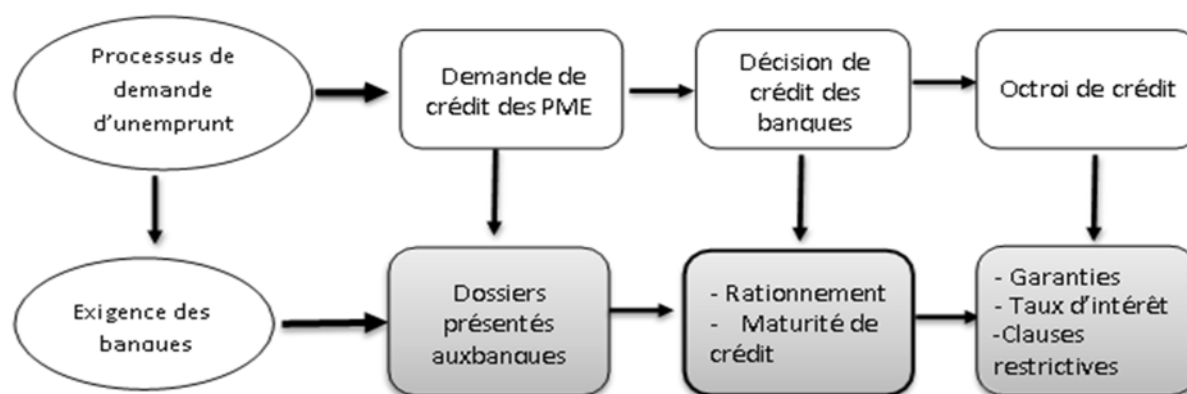 Processus de
demande
d'unemprunt
Demande de
crédit des PME
Décision de
crédit des
banques
Octroi de crédit
Exigence des
banques
Dossiers
présentés
auxbanques
- Rationnement
- Maturité de
crédit
- Garanties
- Taux d'intérêt
-Clauses
restrictives